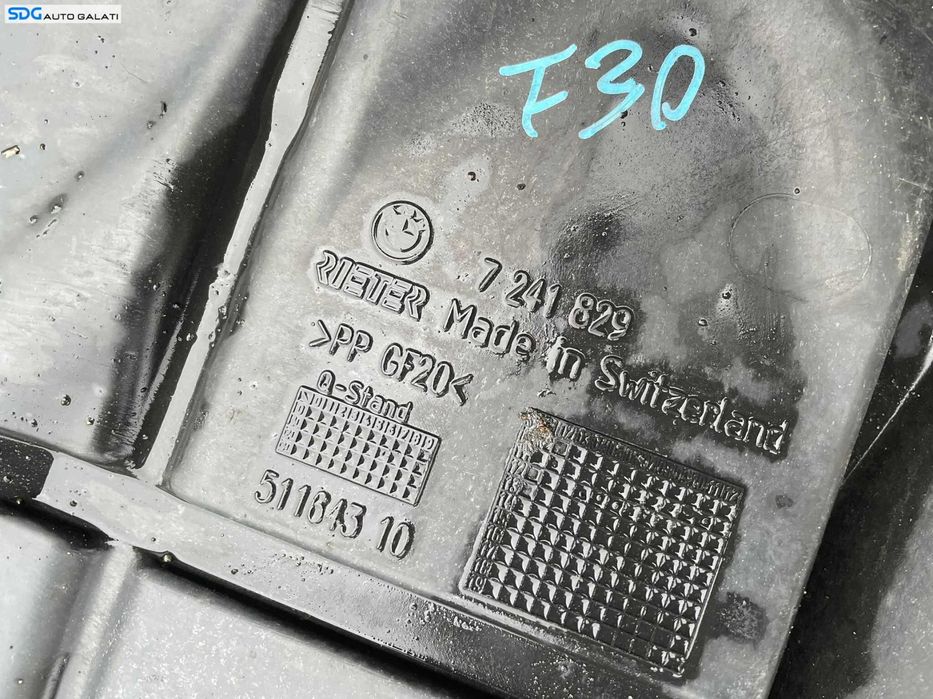 SDG AUTO GALATI
F30
7 241 829
RIETER Made in Switzerland
>PP GF20<
A-Stand
511843 10